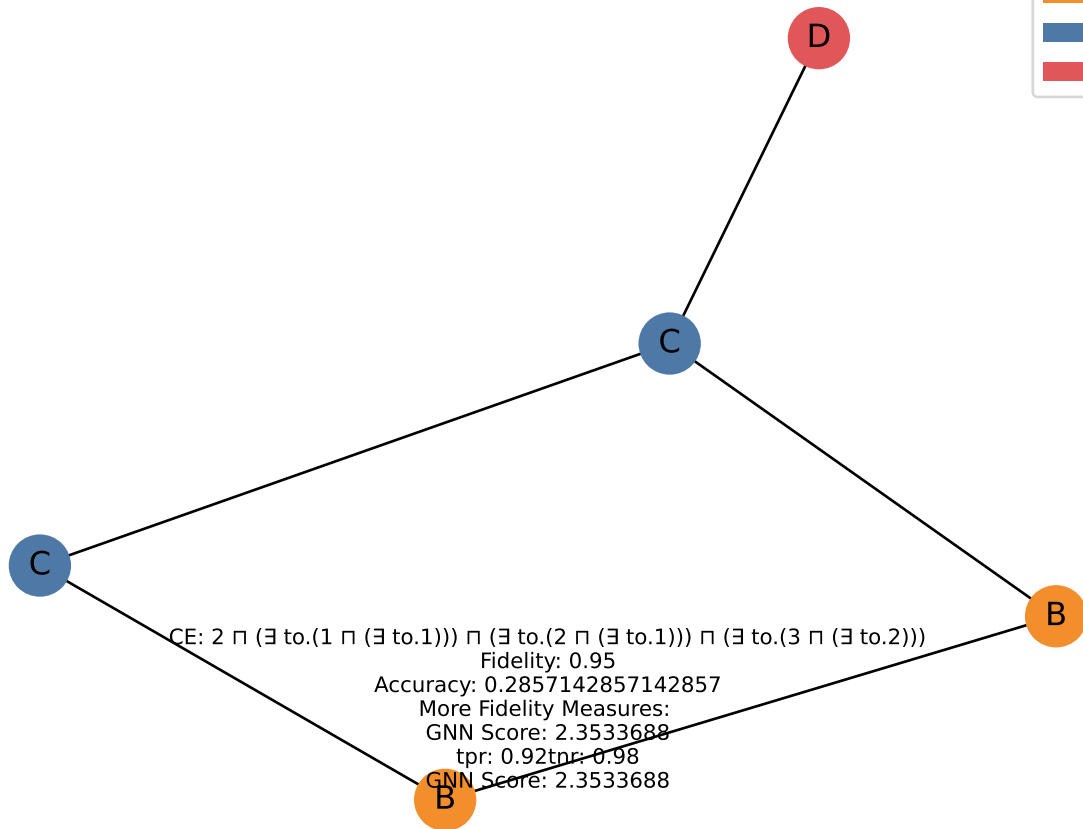 D
C
C
B
CE: 2 ⊓ (∃ to.(1 ⊓ (∃ to.1))) ⊓ (∃ to.(2 ⊓ (∃ to.1))) ⊓ (∃ to.(3 ⊓ (∃ to.2)))
Fidelity: 0.95
Accuracy: 0.2857142857142857
More Fidelity Measures:
GNN Score: 2.3533688
tpr: 0.92tnr: 0.98
GNN Score: 2.3533688
B